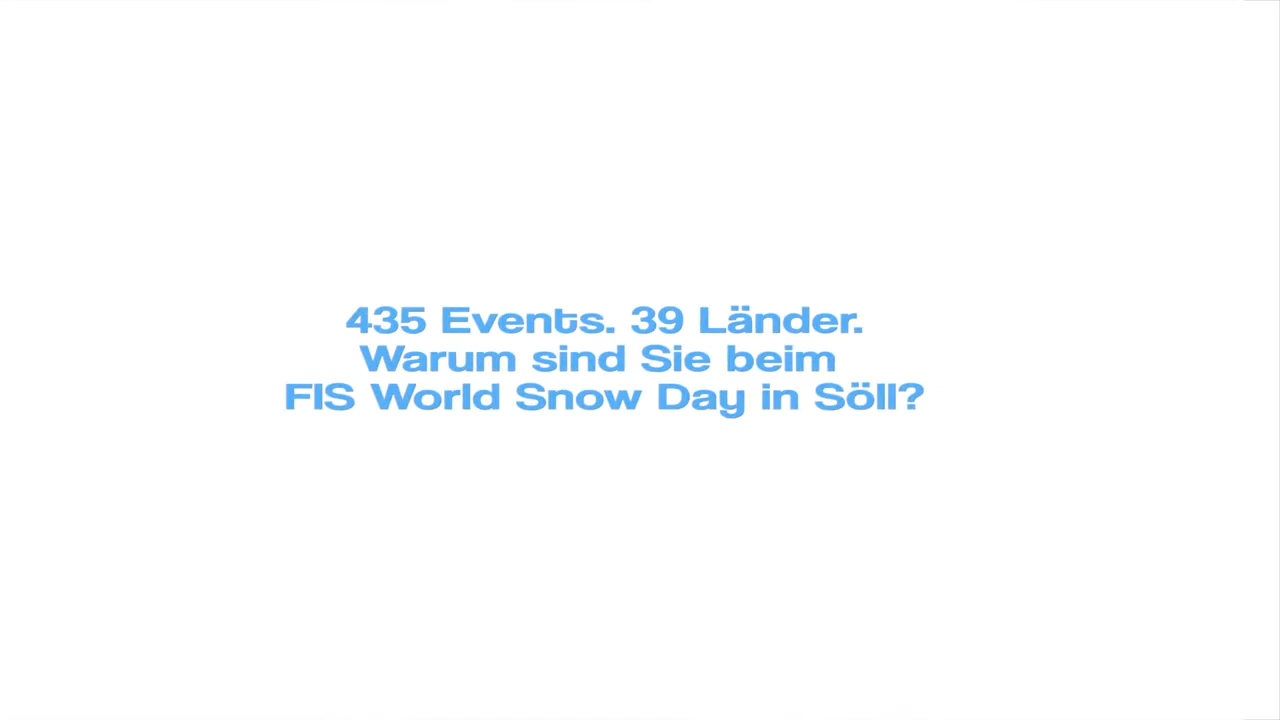 435 Events. 39 Länder.
Warum sind Sie beim
FIS World Snow Day in Söll?